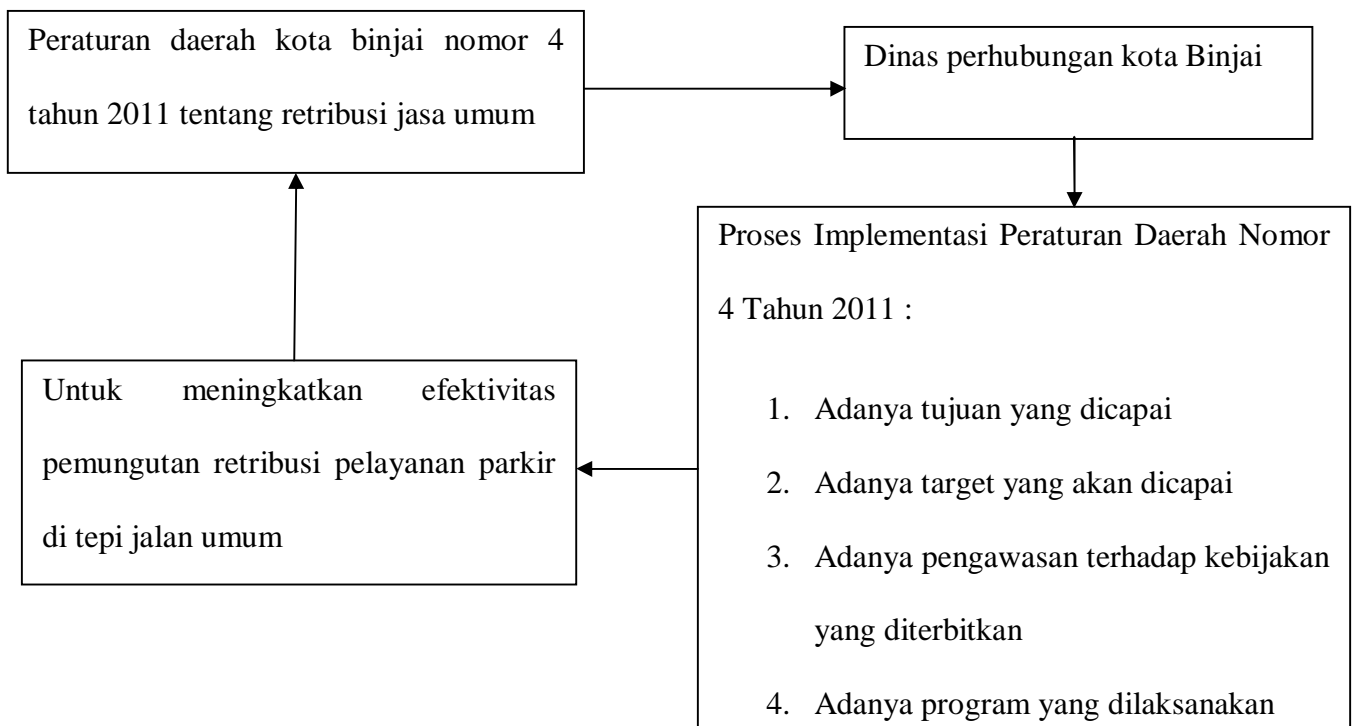 Peraturan daerah kota binjai nomor 4
tahun 2011 tentang retribusi jasa umum
Dinas perhubungan kota Binjai
Proses Implementasi Peraturan Daerah Nomor
4 Tahun 2011 :
1. Adanya tujuan yang dicapai
2. Adanya target yang akan dicapai
3. Adanya pengawasan terhadap kebijakan
yang diterbitkan
4. Adanya program yang dilaksanakan
Untuk meningkatkan efektivitas
pemungutan retribusi pelayanan parkir
di tepi jalan umum